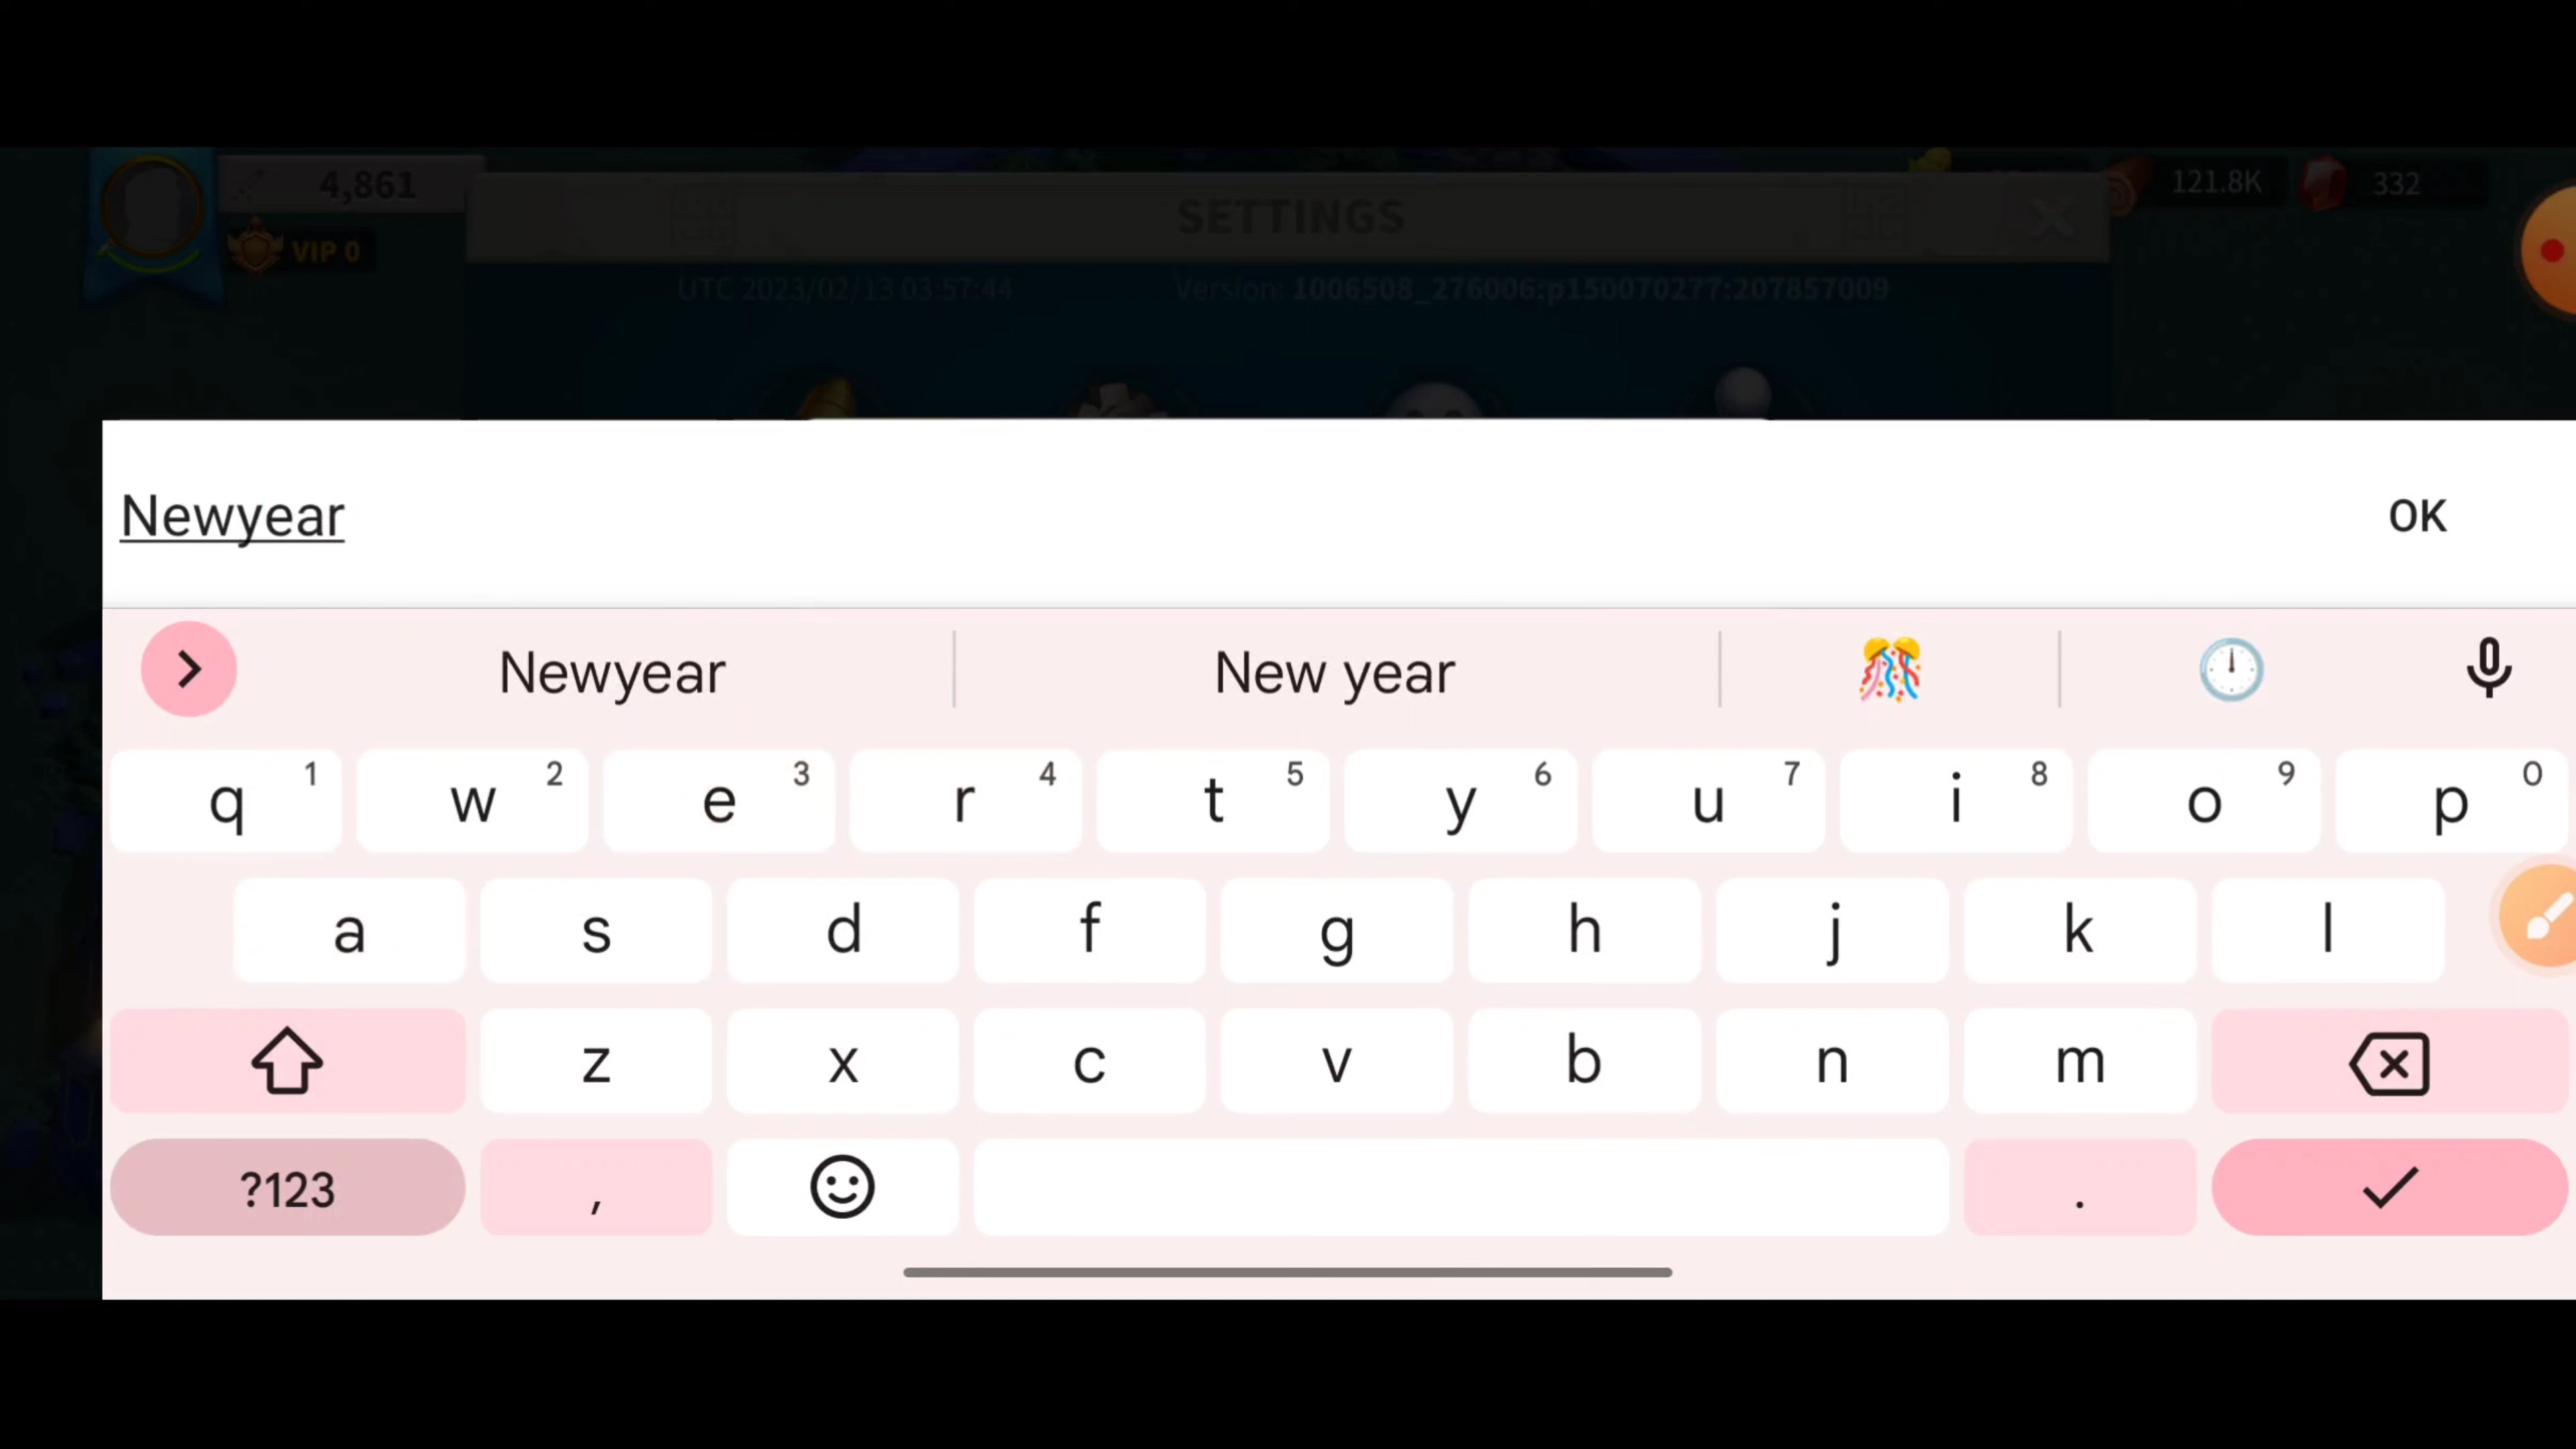 4,861
121.8K
332
SETTINGS
VIP 0
UTC 2023/02/13 03:57:44
Version: 1006508_276006:p150070277:207857009
Newyear
OK
Newyear
New year
q 1 w 2 e 3 r 4 t 5 y 6 u 7 i 8 o 9 p 0
a s d f g h j k l
z x c v b n m
?123 , .